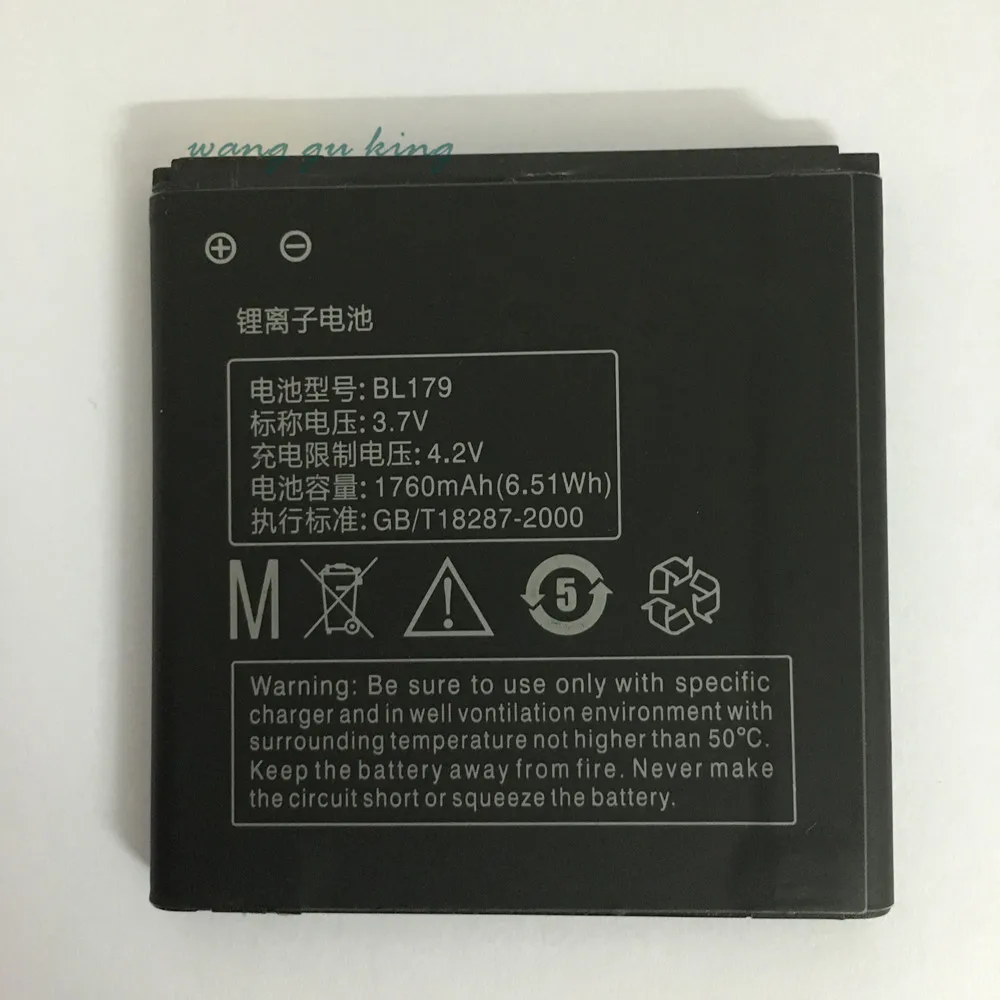 wang gu king
⊕ ⊖
锂离子电池
电池型号: BL179
标称电压: 3.7V
充电限制电压: 4.2V
电池容量: 1760mAh(6.51Wh)
执行标准: GB/T18287-2000
M 5
Warning: Be sure to use only with specific
charger and in well vontilation environment with
surrounding temperature not higher than 50°C.
Keep the battery away from fire. Never make
the circuit short or squeeze the battery.